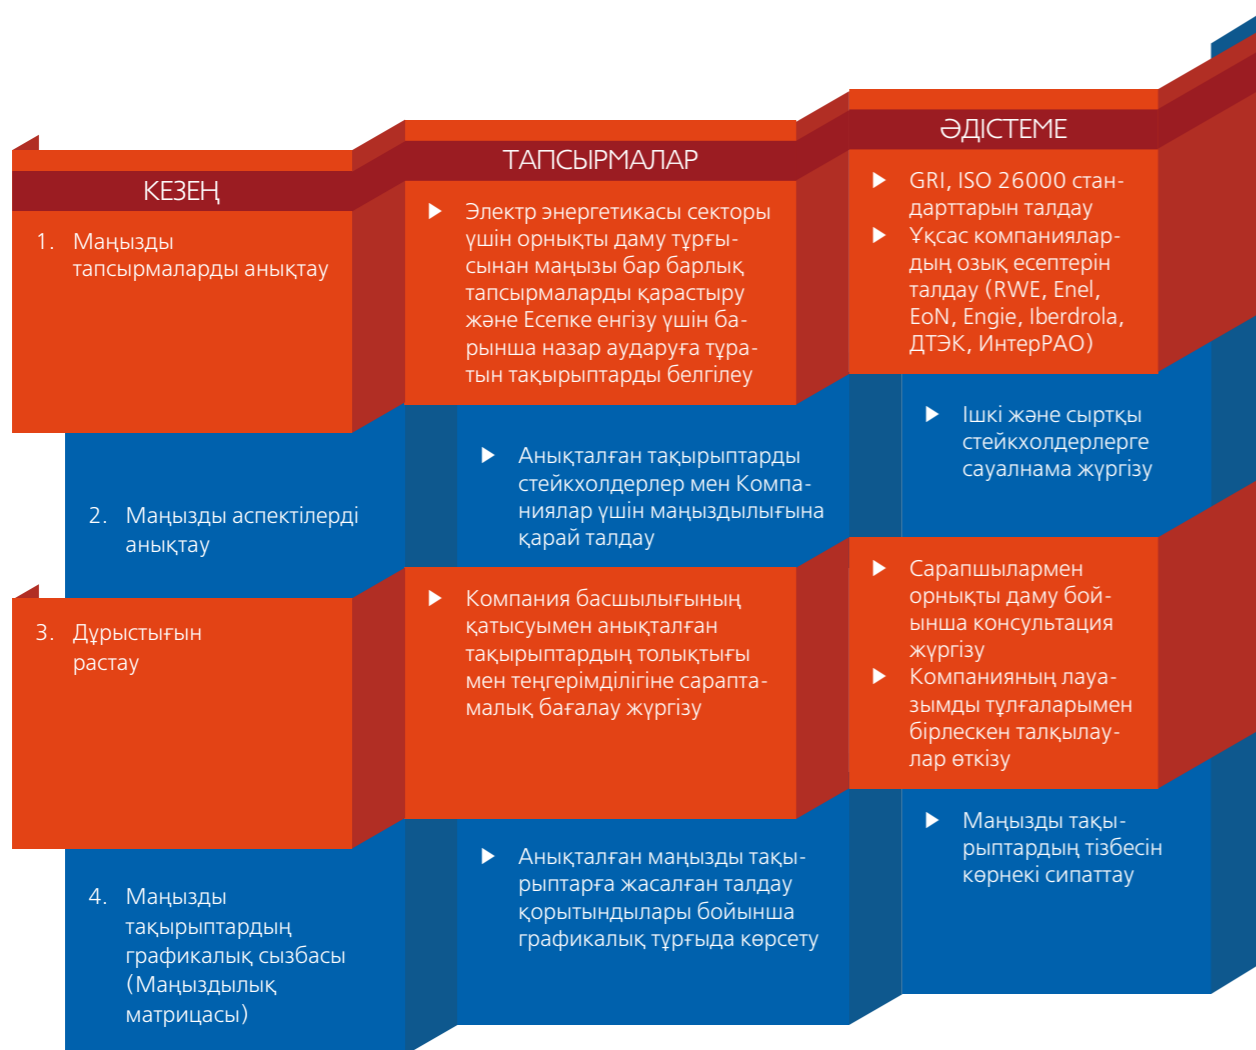 КЕЗЕҢ
ТАПСЫРМАЛАР
ӘДІСТЕМЕ
1. Маңызды
тапсырмаларды анықтау
▶ Электр энергетикасы секторы
үшін орнықты даму тұрғы-
сынан маңызы бар барлық
тапсырмаларды қарастыру
және Есепке енгізу үшін ба-
рынша назар аударуға тұра-
тын тақырыптарды белгілеу
▶ GRI, ISO 26000 стан-
дарттарын талдау
▶ Ұқсас компаниялар-
дың озық есептерін
талдау (RWE, Enel,
EoN, Engie, Iberdrola,
ДТЭК, ИнтерРАО)
2. Маңызды аспектілерді
анықтау
▶ Анықталған тақырыптарды
стейкхолдерлер мен Компа-
ниялар үшін маңыздылығына
қарай талдау
▶ Ішкі және сыртқы
стейкхолдерлерге
сауалнама жүргізу
3. Дұрыстығын
растау
▶ Компания басшылығының
қатысуымен анықталған
тақырыптардың толықтығы
мен теңгерімділігіне сарапта-
малық бағалау жүргізу
▶ Сарапшылармен
орнықты даму бой-
ынша консультация
жүргізу
▶ Компанияның лауа-
зымды тұлғаларымен
бірлескен талқылау-
лар өткізу
4. Маңызды
тақырыптардың
графикалық сызбасы
(Маңыздылық
матрицасы)
▶ Анықталған маңызды тақы-
рыптарға жасалған талдау
қорытындылары бойынша
графикалық тұрғыда көрсету
▶ Маңызды тақы-
рыптардың тізбесін
көрнекі сипаттау